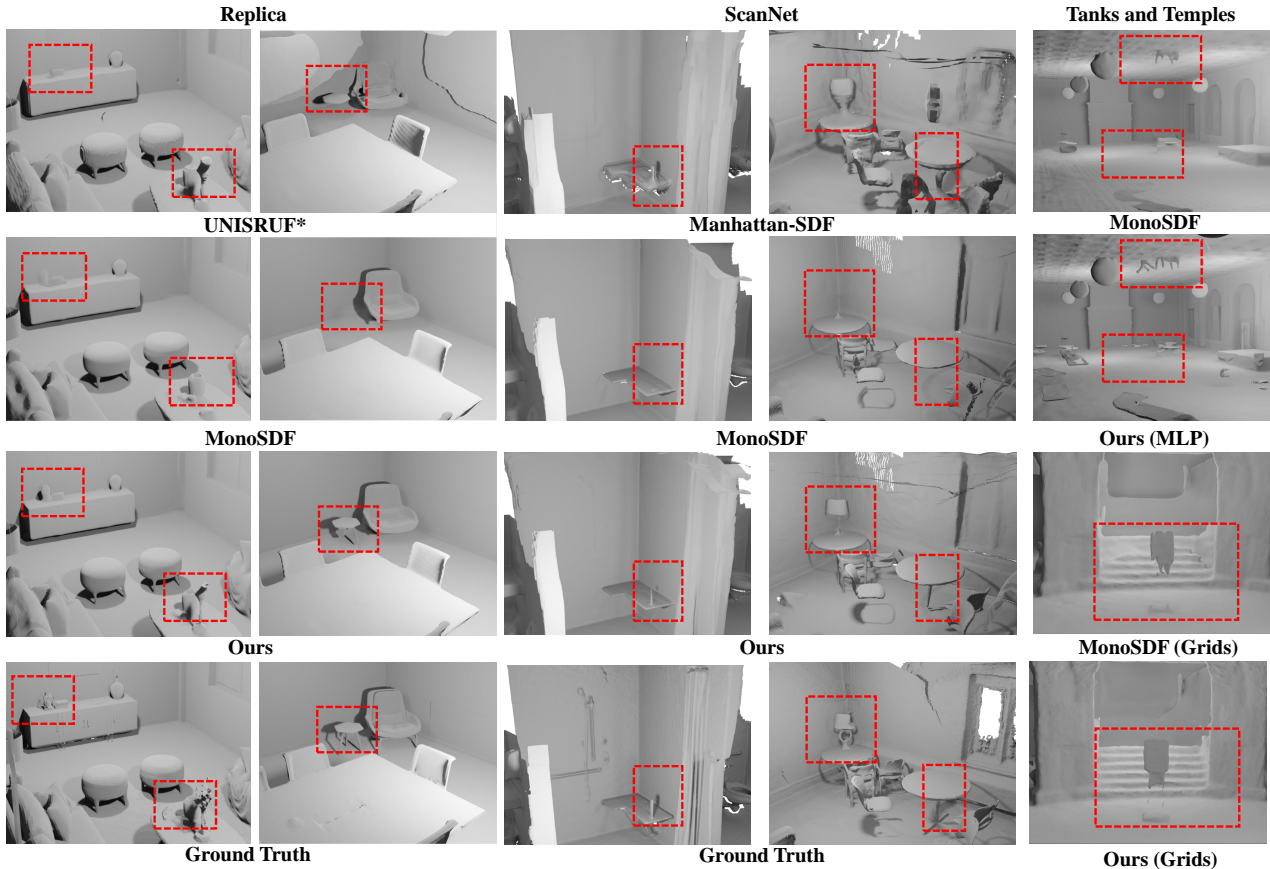 Replica ScanNet Tanks and Temples
UNISRUF* Manhattan-SDF MonoSDF
MonoSDF MonoSDF Ours (MLP)
Ours Ours MonoSDF (Grids)
Ground Truth Ground Truth Ours (Grids)